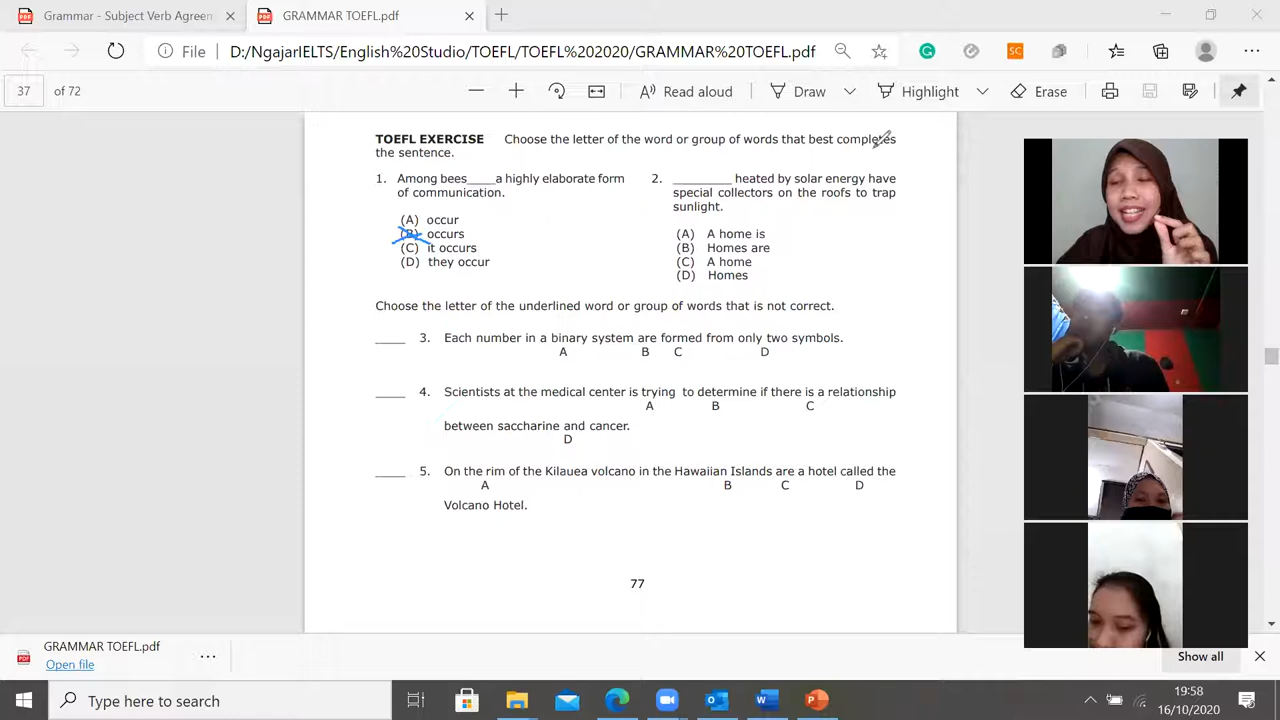 Grammar - Subject Verb Agreem
GRAMMAR TOEFL.pdf
File
D:/NgajarIELTS/English%20Studio/TOEFL/TOEFL%202020/GRAMMAR%20TOEFL.pdf
SC
37 of 72
Read aloud
Draw
Highlight
Erase
TOEFL EXERCISE Choose the letter of the word or group of words that best completes
the sentence.
1. Among bees____a highly elaborate form
of communication.
(A) occur
(B) occurs
(C) it occurs
(D) they occur
2. _________ heated by solar energy have
special collectors on the roofs to trap
sunlight.
(A) A home is
(B) Homes are
(C) A home
(D) Homes
Choose the letter of the underlined word or group of words that is not correct.
_____ 3. Each number in a binary system are formed from only two symbols.
A B C D
_____ 4. Scientists at the medical center is trying to determine if there is a relationship
A B C
between saccharine and cancer.
D
_____ 5. On the rim of the Kilauea volcano in the Hawaiian Islands are a hotel called the
A B C D
Volcano Hotel.
77
GRAMMAR TOEFL.pdf
Open file
Show all
Type here to search
19:58
16/10/2020